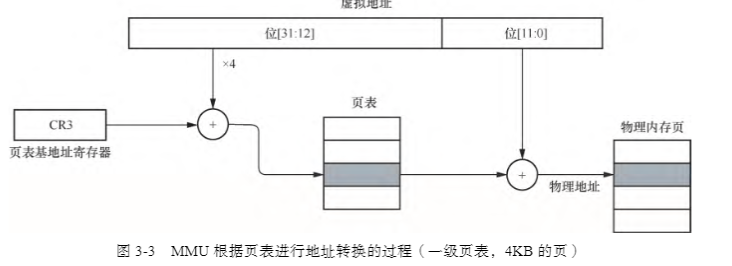 虚拟地址
位[31:12]
位[11:0]
×4
页表
CR3
+
物理内存页
页表基地址寄存器
+
物理地址
图 3-3 MMU 根据页表进行地址转换的过程（一级页表，4KB 的页）